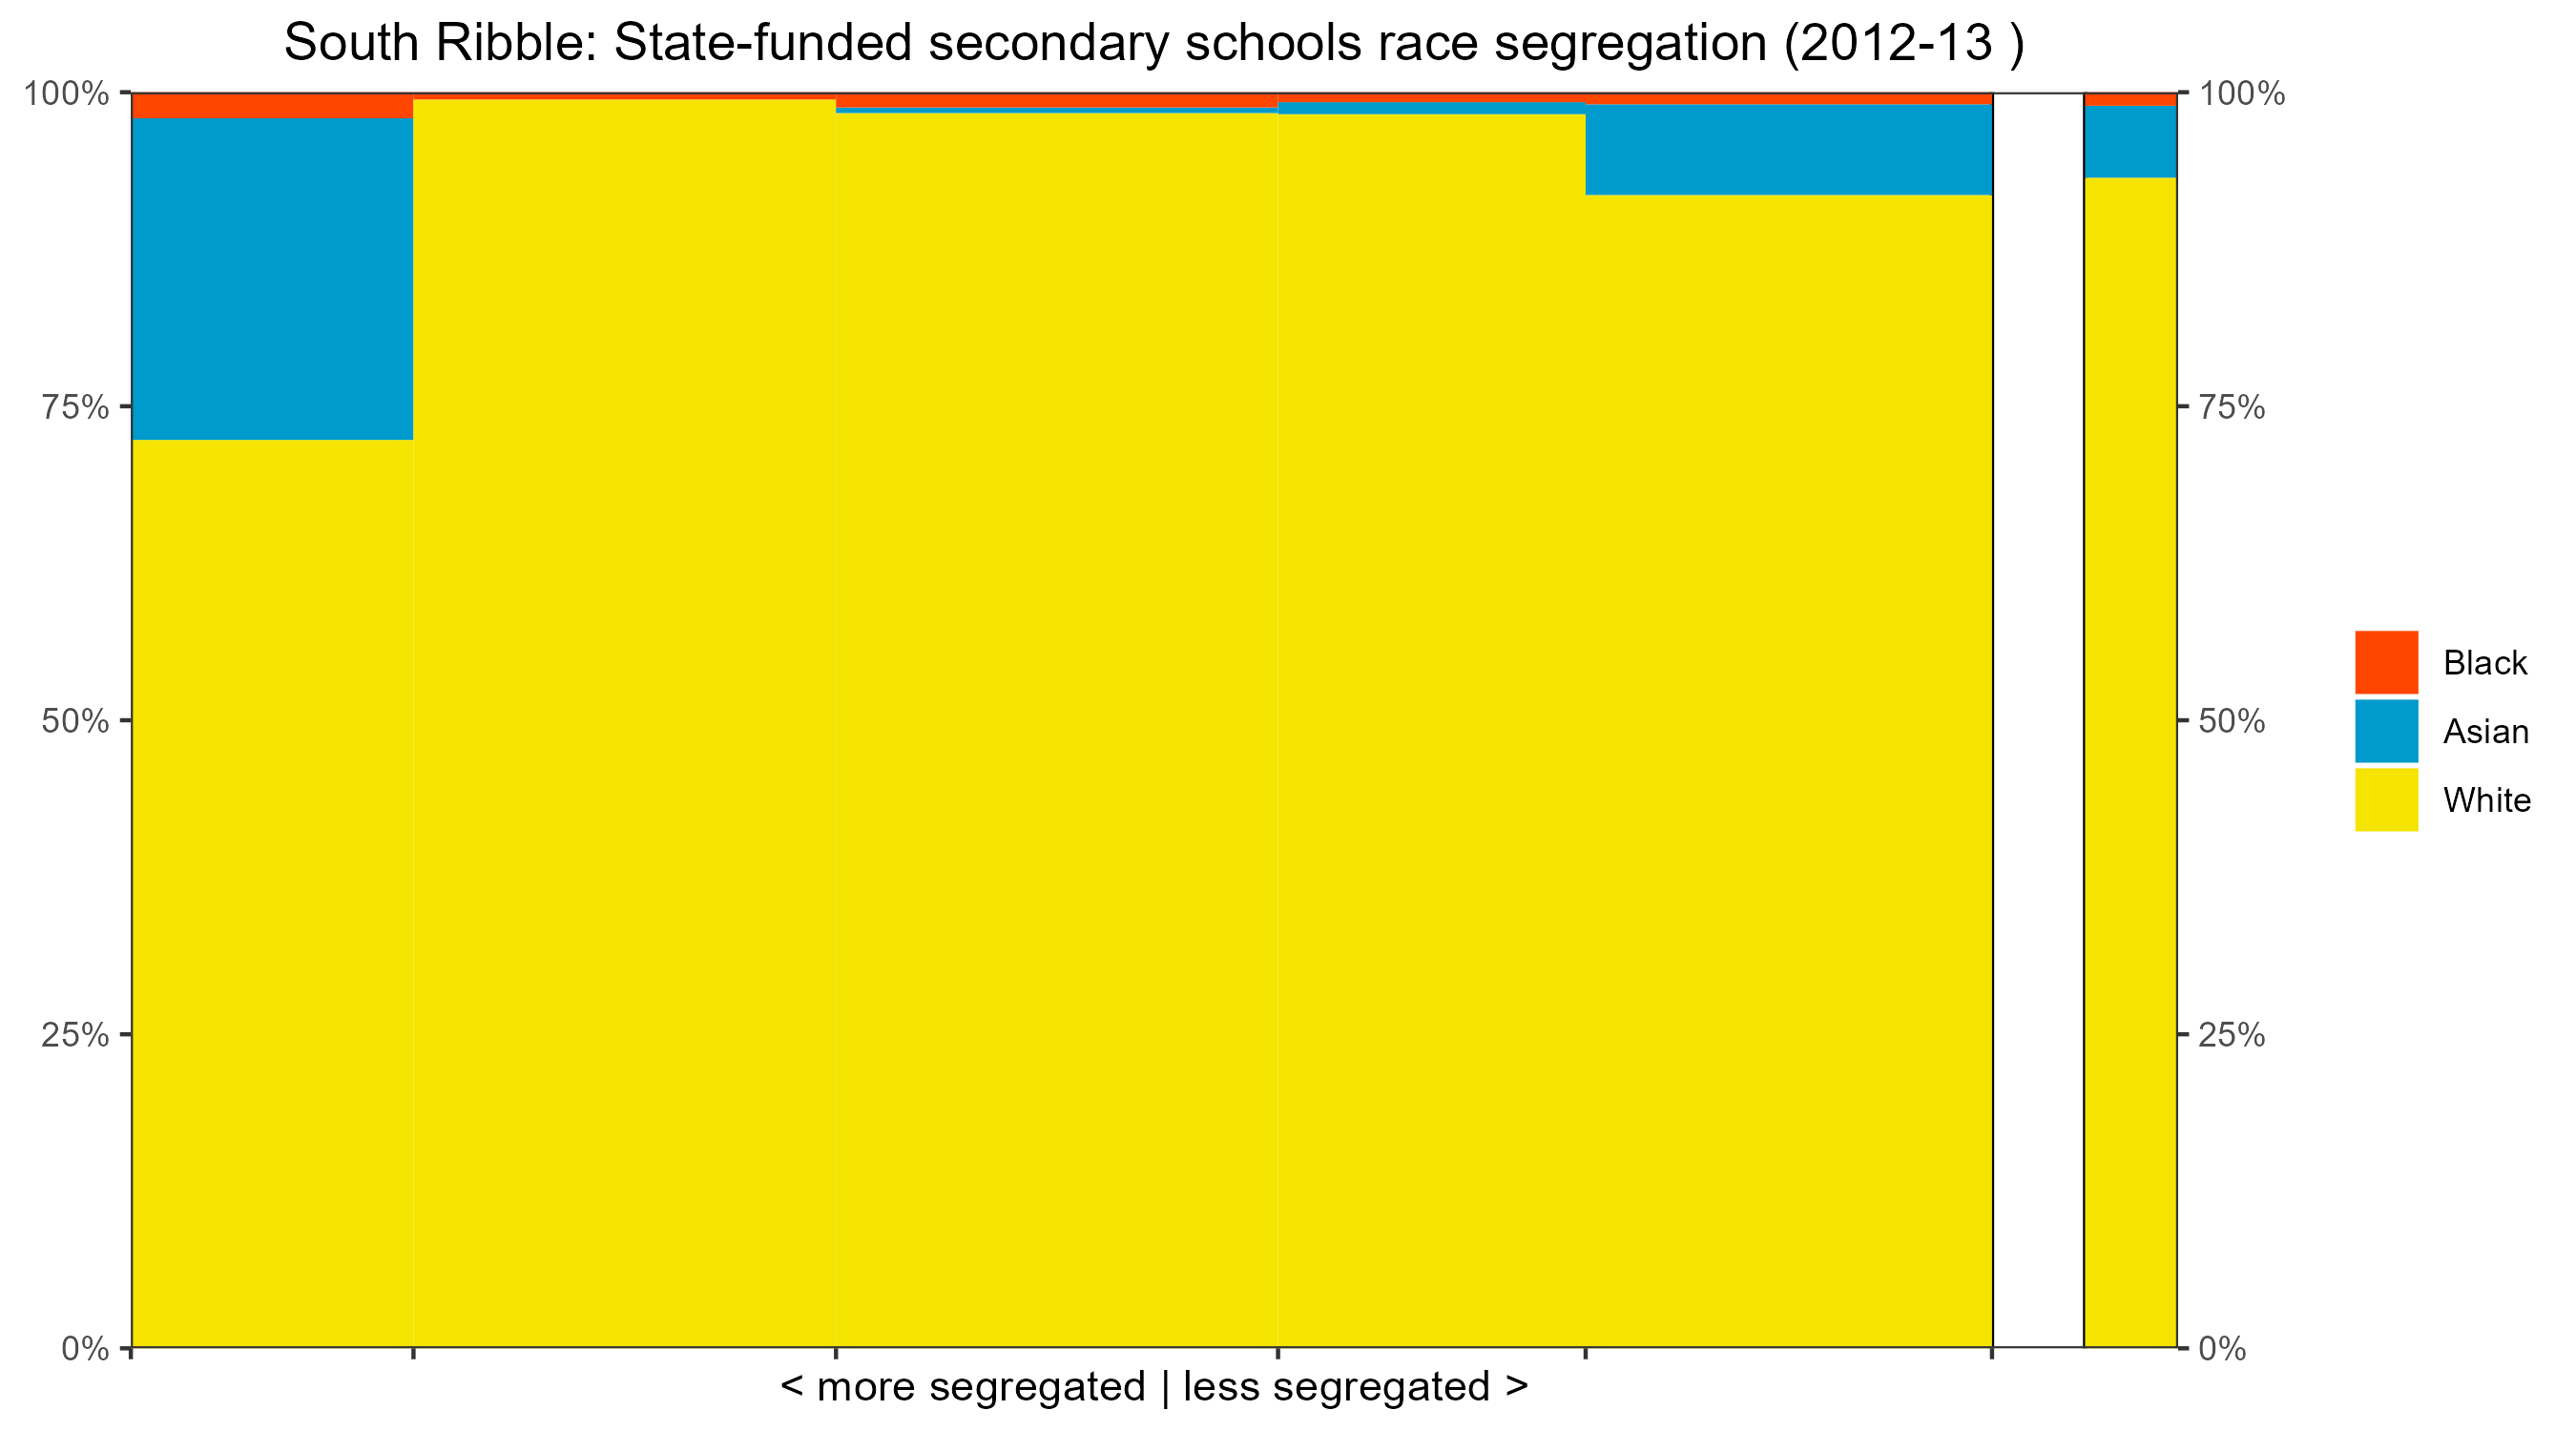 South Ribble: State-funded secondary schools race segregation (2012-13 )
100%
75%
50%
25%
0%
100%
75%
50%
25%
0%
Black
Asian
White
< more segregated | less segregated >